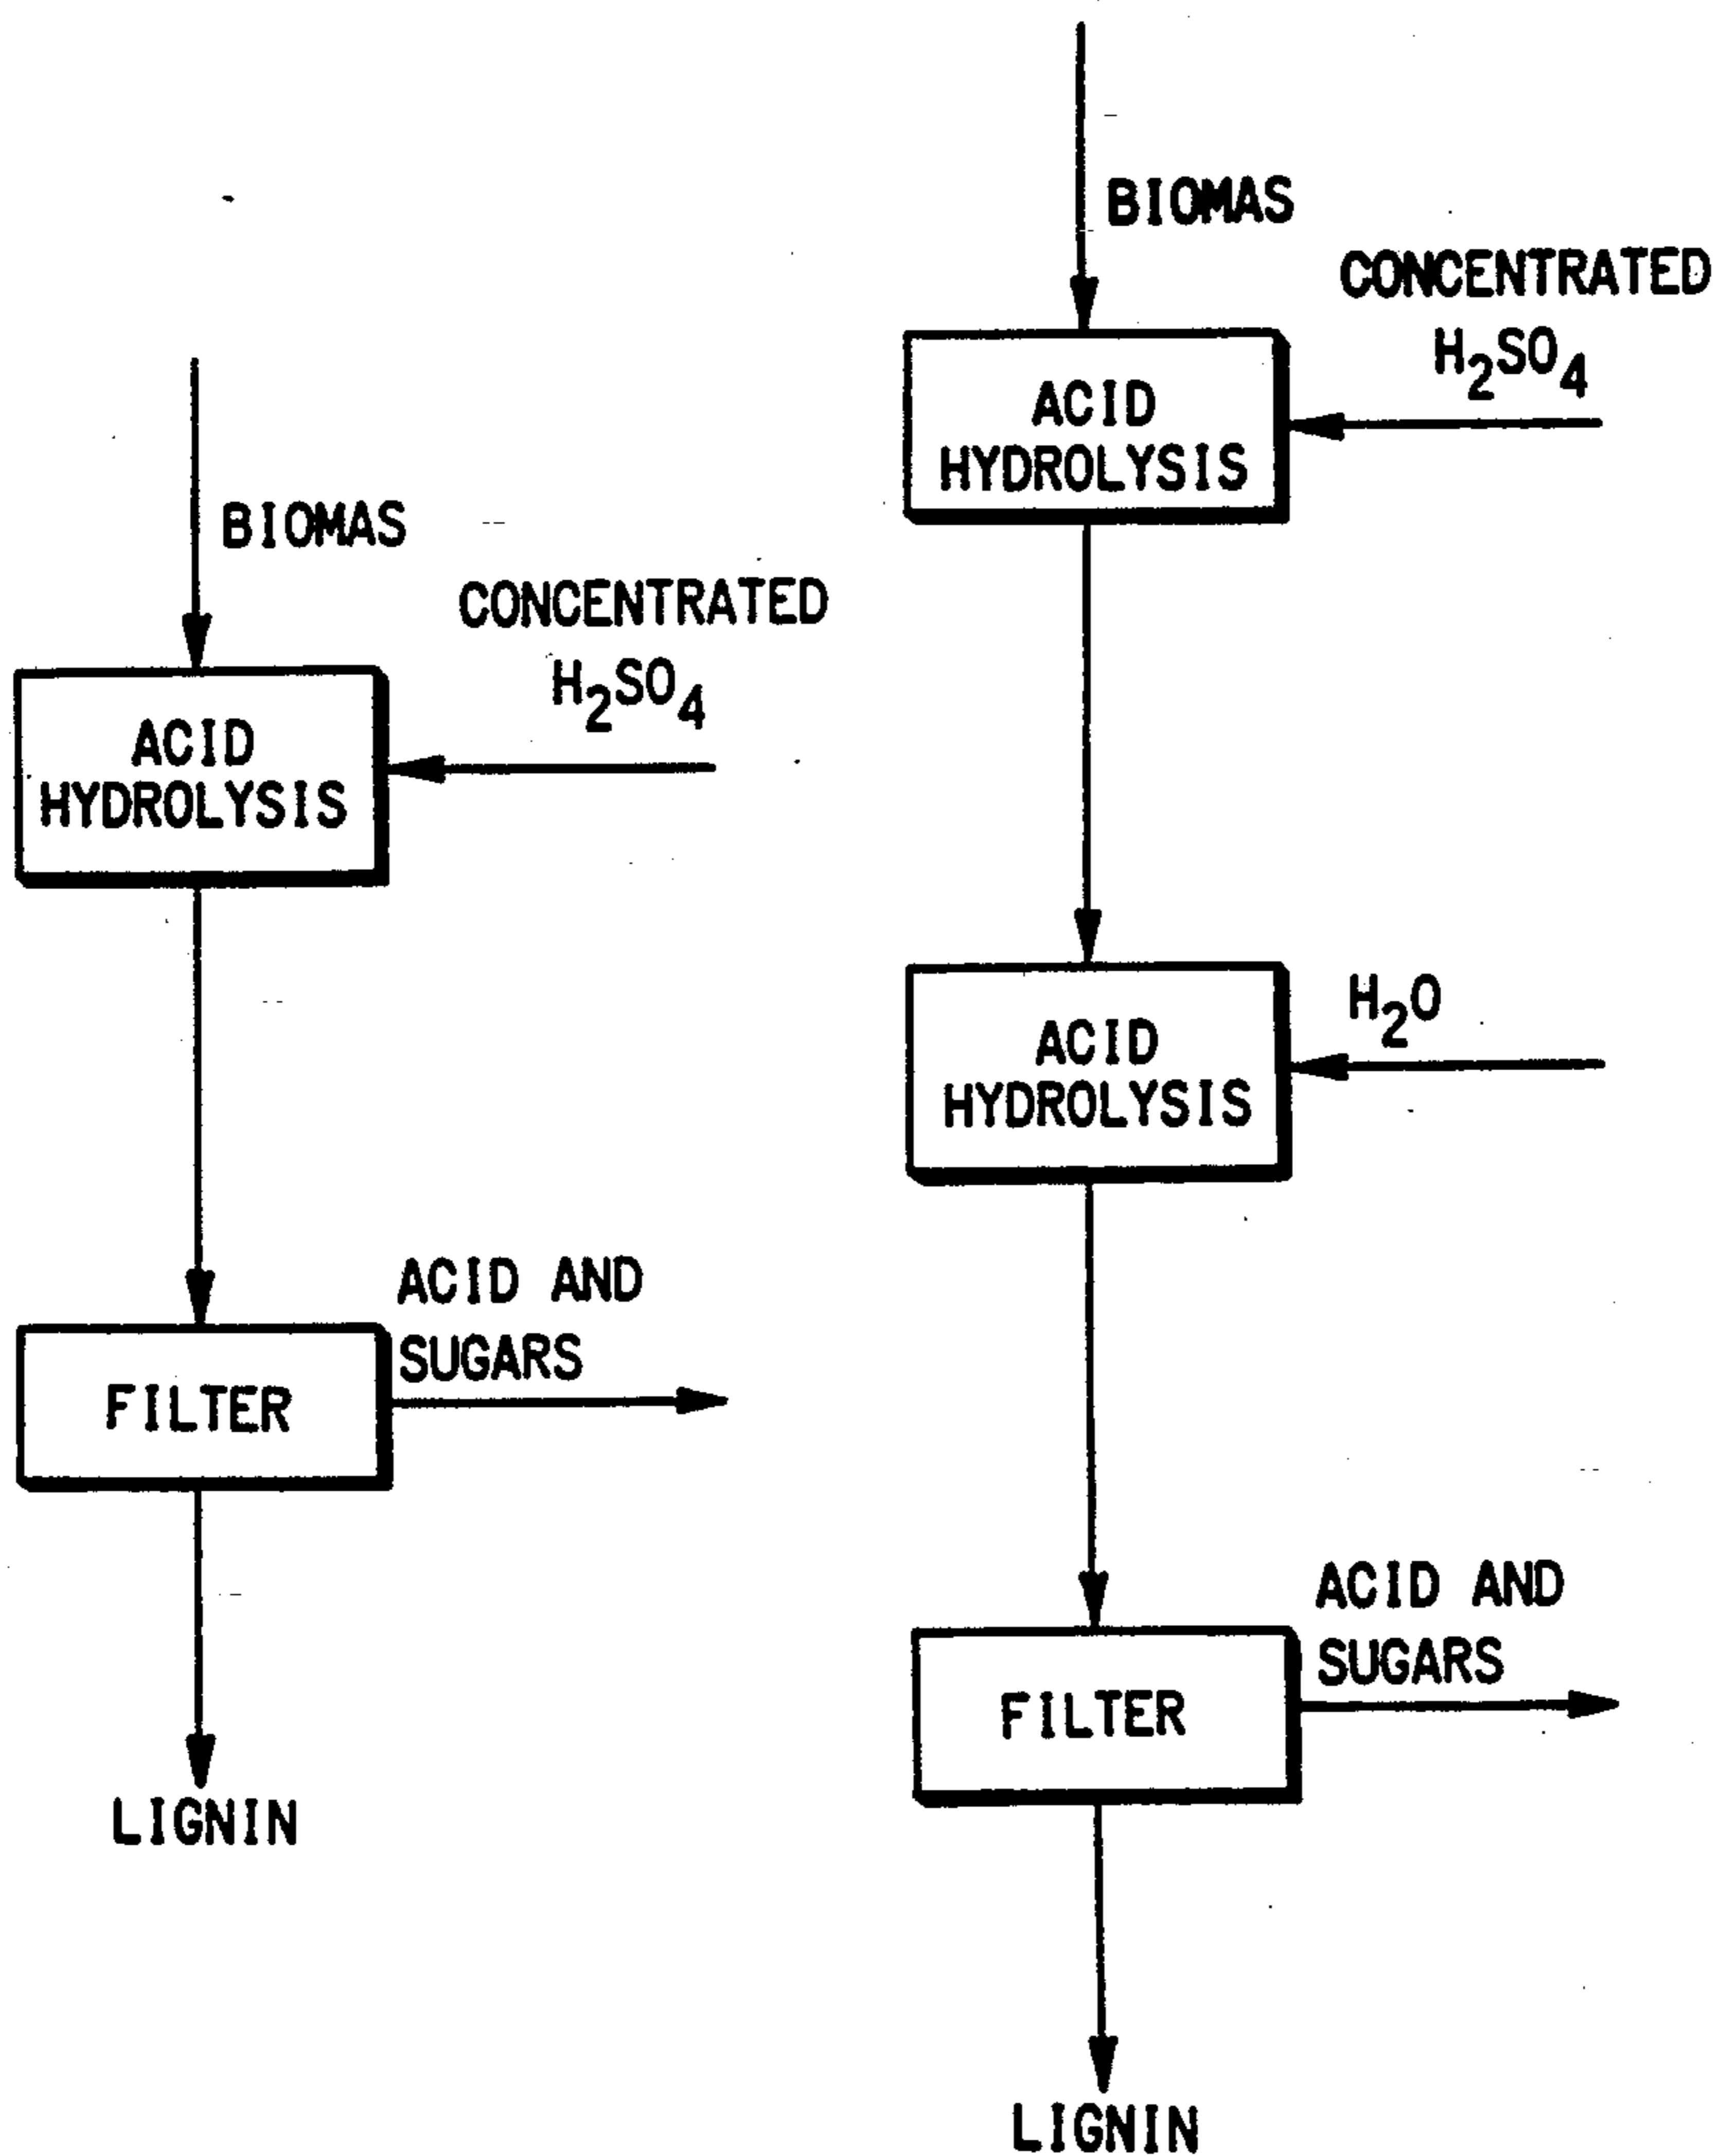 BIOMAS
CONCENTRATED
H₂SO₄
ACID
HYDROLYSIS
FILTER
ACID AND
SUGARS
LIGNIN
BIOMAS
CONCENTRATED
H₂SO₄
ACID
HYDROLYSIS
ACID
HYDROLYSIS
H₂O
FILTER
ACID AND
SUGARS
LIGNIN